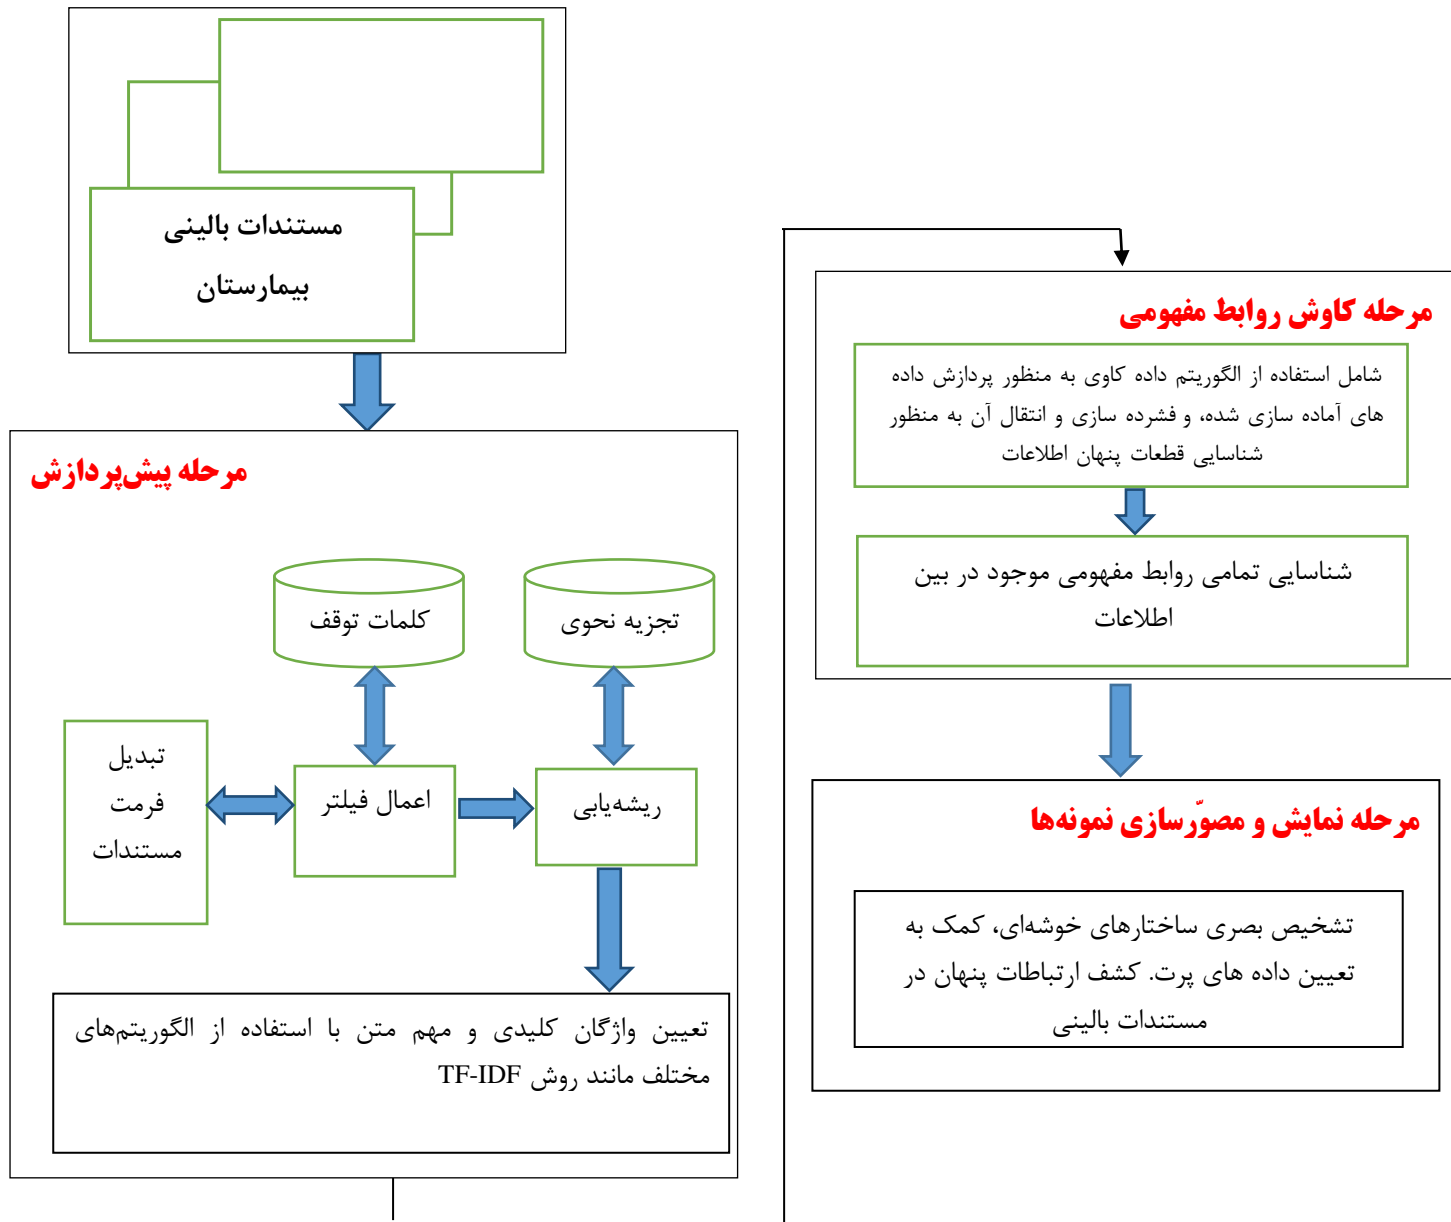 مستندات بالینی
بیمارستان
مرحله پیش‌پردازش
کلمات توقف
تجزیه نحوی
تبدیل
فرمت
مستندات
اعمال فیلتر
ریشه‌یابی
تعیین واژگان کلیدی و مهم متن با استفاده از الگوریتم‌های
مختلف مانند روش TF-IDF
مرحله کاوش روابط مفهومی
شامل استفاده از الگوریتم داده کاوی به منظور پردازش داده
های آماده سازی شده، و فشرده سازی و انتقال آن به منظور
شناسایی قطعات پنهان اطلاعات
شناسایی تمامی روابط مفهومی موجود در بین
اطلاعات
مرحله نمایش و مصوّرسازی نمونه‌ها
تشخیص بصری ساختارهای خوشه‌ای، کمک به
تعیین داده های پرت. کشف ارتباطات پنهان در
مستندات بالینی